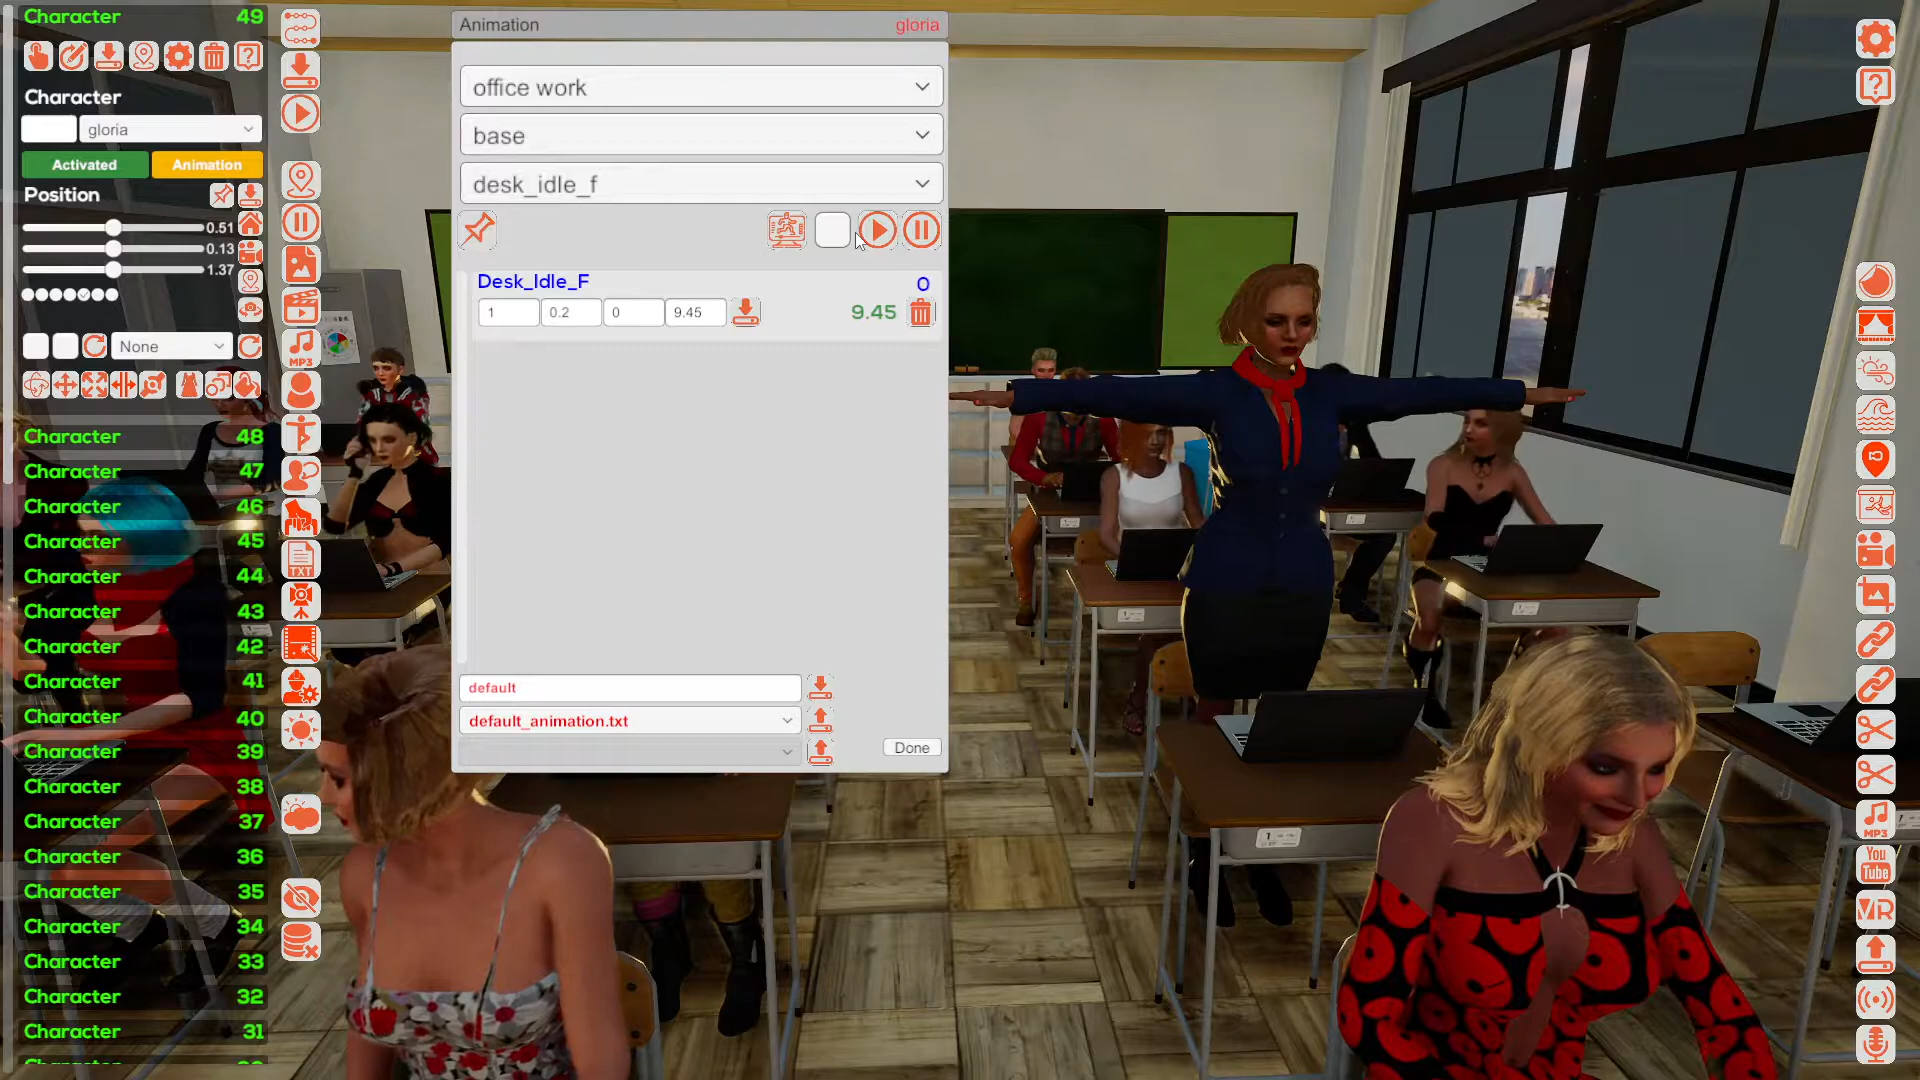 Character 49
Character
gloria
Activated Animation
Position
0.51
0.13
1.37
None
Character 48
Character 47
Character 46
Character 45
Character 44
Character 43
Character 42
Character 41
Character 40
Character 39
Character 38
Character 37
Character 36
Character 35
Character 34
Character 33
Character 32
Character 31
MP3
TXT
Animation gloria
office work
base
desk_idle_f
Desk_Idle_F 0
1 0.2 0 9.45 9.45
default
default_animation.txt
Done
MP3
You
Tube
VR